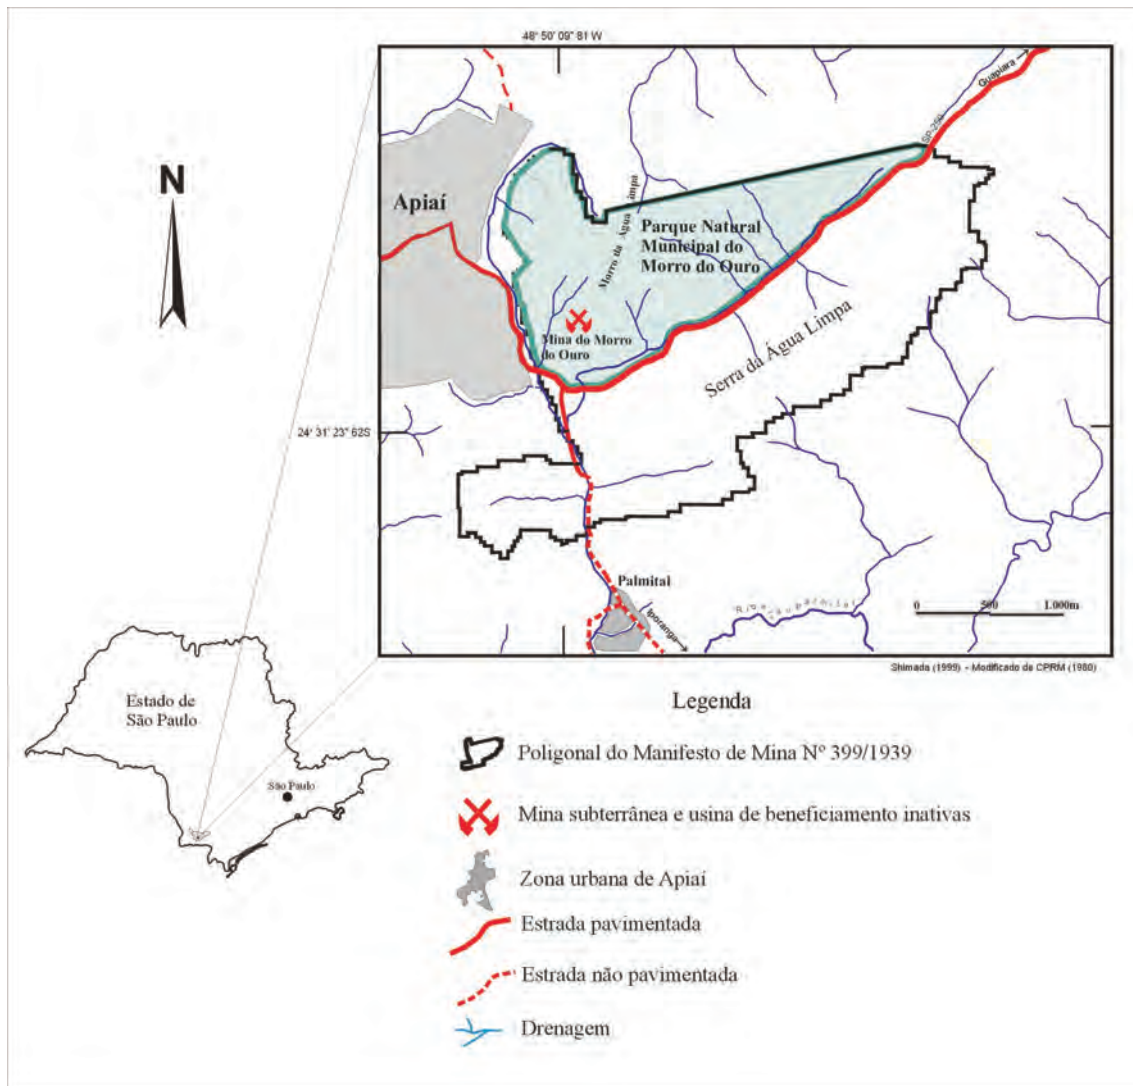 48° 50' 09" 81 W
Guapiara
SP-250
N
Apiaí
Morro da Água Limpa
Parque Natural
Municipal do
Morro do Ouro
Mina do Morro
do Ouro
Serra da Água Limpa
24° 31' 23" 62S
Palmital
Iporanga
0 500 1.000m
Shimada (1999) - Modificado de CPRM (1980)
Estado de
São Paulo
São Paulo
Legenda
Poligonal do Manifesto de Mina Nº 399/1939
Mina subterrânea e usina de beneficiamento inativas
Zona urbana de Apiaí
Estrada pavimentada
Estrada não pavimentada
Drenagem